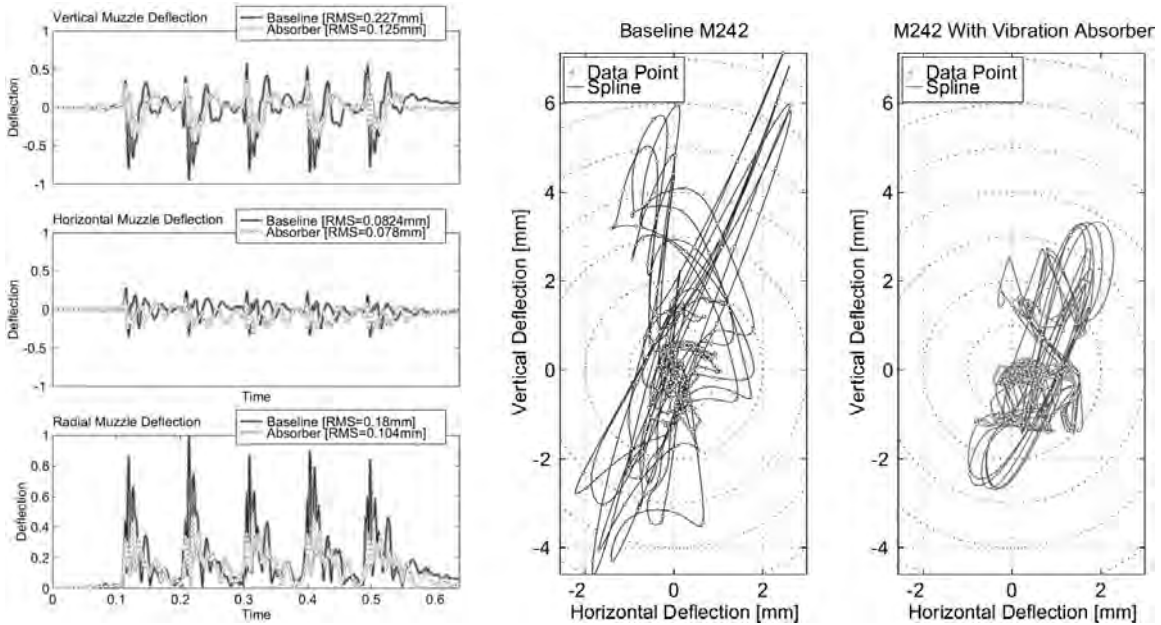 Vertical Muzzle Deflection
Baseline [RMS=0.227mm]
Absorber [RMS=0.125mm]
1
0.5
0
-0.5
-1
Deflection
Horizontal Muzzle Deflection
Baseline [RMS=0.0824mm]
Absorber [RMS=0.078mm]
1
0.5
0
-0.5
-1
Deflection
Time
Radial Muzzle Deflection
Baseline [RMS=0.18mm]
Absorber [RMS=0.104mm]
1
0.8
0.6
0.4
0.2
0
Deflection
0 0.1 0.2 0.3 0.4 0.5 0.6
Time
Baseline M242
Data Point
Spline
6
4
2
0
-2
-4
Vertical Deflection [mm]
-2 0 2
Horizontal Deflection [mm]
M242 With Vibration Absorber
Data Point
Spline
6
4
2
0
-2
-4
Vertical Deflection [mm]
-2 0 2
Horizontal Deflection [mm]